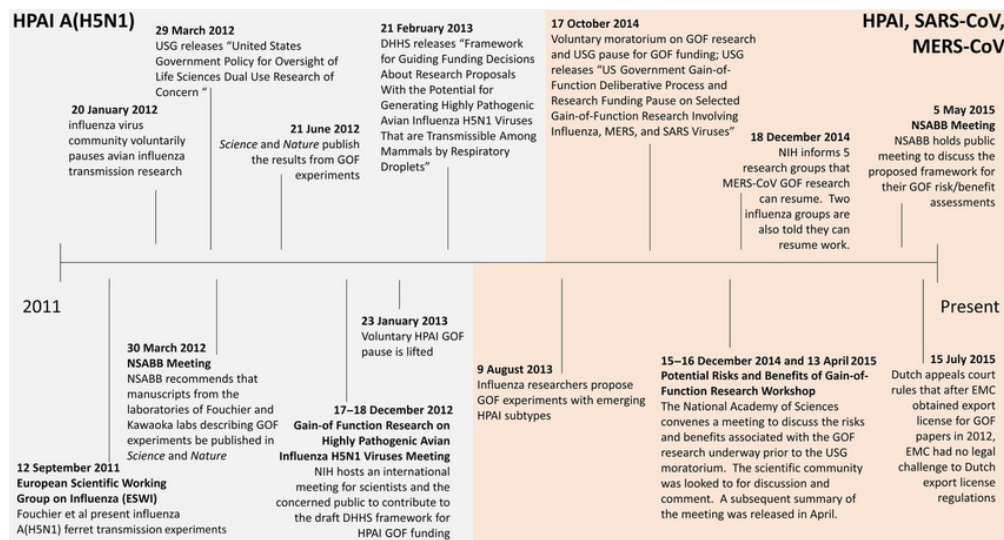 HPAI A(H5N1)
HPAI, SARS-CoV,
MERS-CoV
29 March 2012
USG releases “United States
Government Policy for Oversight of
Life Sciences Dual Use Research of
Concern “
20 January 2012
influenza virus
community voluntarily
pauses avian influenza
transmission research
21 June 2012
Science and Nature publish
the results from GOF
experiments
21 February 2013
DHHS releases “Framework
for Guiding Funding Decisions
About Research Proposals
With the Potential for
Generating Highly Pathogenic
Avian Influenza H5N1 Viruses
That are Transmissible Among
Mammals by Respiratory
Droplets”
17 October 2014
Voluntary moratorium on GOF research
and USG pause for GOF funding; USG
releases “US Government Gain-of-
Function Deliberative Process and
Research Funding Pause on Selected
Gain-of-Function Research Involving
Influenza, MERS, and SARS Viruses”
18 December 2014
NIH informs 5
research groups that
MERS-CoV GOF research
can resume. Two
influenza groups are
also told they can
resume work.
5 May 2015
NSABB Meeting
NSABB holds public
meeting to discuss the
proposed framework for
their GOF risk/benefit
assessments
2011
Present
12 September 2011
European Scientific Working
Group on Influenza (ESWI)
Fouchier et al present influenza
A(H5N1) ferret transmission experiments
30 March 2012
NSABB Meeting
NSABB recommends that
manuscripts from the
laboratories of Fouchier and
Kawaoka labs describing GOF
experiments be published in
Science and Nature
17–18 December 2012
Gain-of Function Research on
Highly Pathogenic Avian
Influenza H5N1 Viruses Meeting
NIH hosts an international
meeting for scientists and the
concerned public to contribute to
the draft DHHS framework for
HPAI GOF funding
23 January 2013
Voluntary HPAI GOF
pause is lifted
9 August 2013
Influenza researchers propose
GOF experiments with emerging
HPAI subtypes
15–16 December 2014 and 13 April 2015
Potential Risks and Benefits of Gain-of-
Function Research Workshop
The National Academy of Sciences
convenes a meeting to discuss the risks
and benefits associated with the GOF
research underway prior to the USG
moratorium. The scientific community
was looked to for discussion and
comment. A subsequent summary of
the meeting was released in April.
15 July 2015
Dutch appeals court
rules that after EMC
obtained export
license for GOF
papers in 2012,
EMC had no legal
challenge to Dutch
export license
regulations